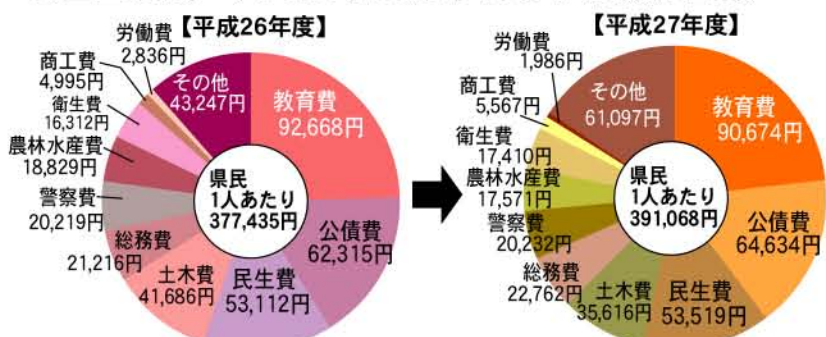 【平成26年度】
労働費
2,836円
商工費
4,995円
衛生費
16,312円
農林水産費
18,829円
警察費
20,219円
総務費
21,216円
土木費
41,686円
民生費
53,112円
公債費
62,315円
教育費
92,668円
その他
43,247円
県民
1人あたり
377,435円
【平成27年度】
労働費
1,986円
商工費
5,567円
衛生費
17,410円
農林水産費
17,571円
警察費
20,232円
総務費
22,762円
土木費
35,616円
民生費
53,519円
公債費
64,634円
教育費
90,674円
その他
61,097円
県民
1人あたり
391,068円